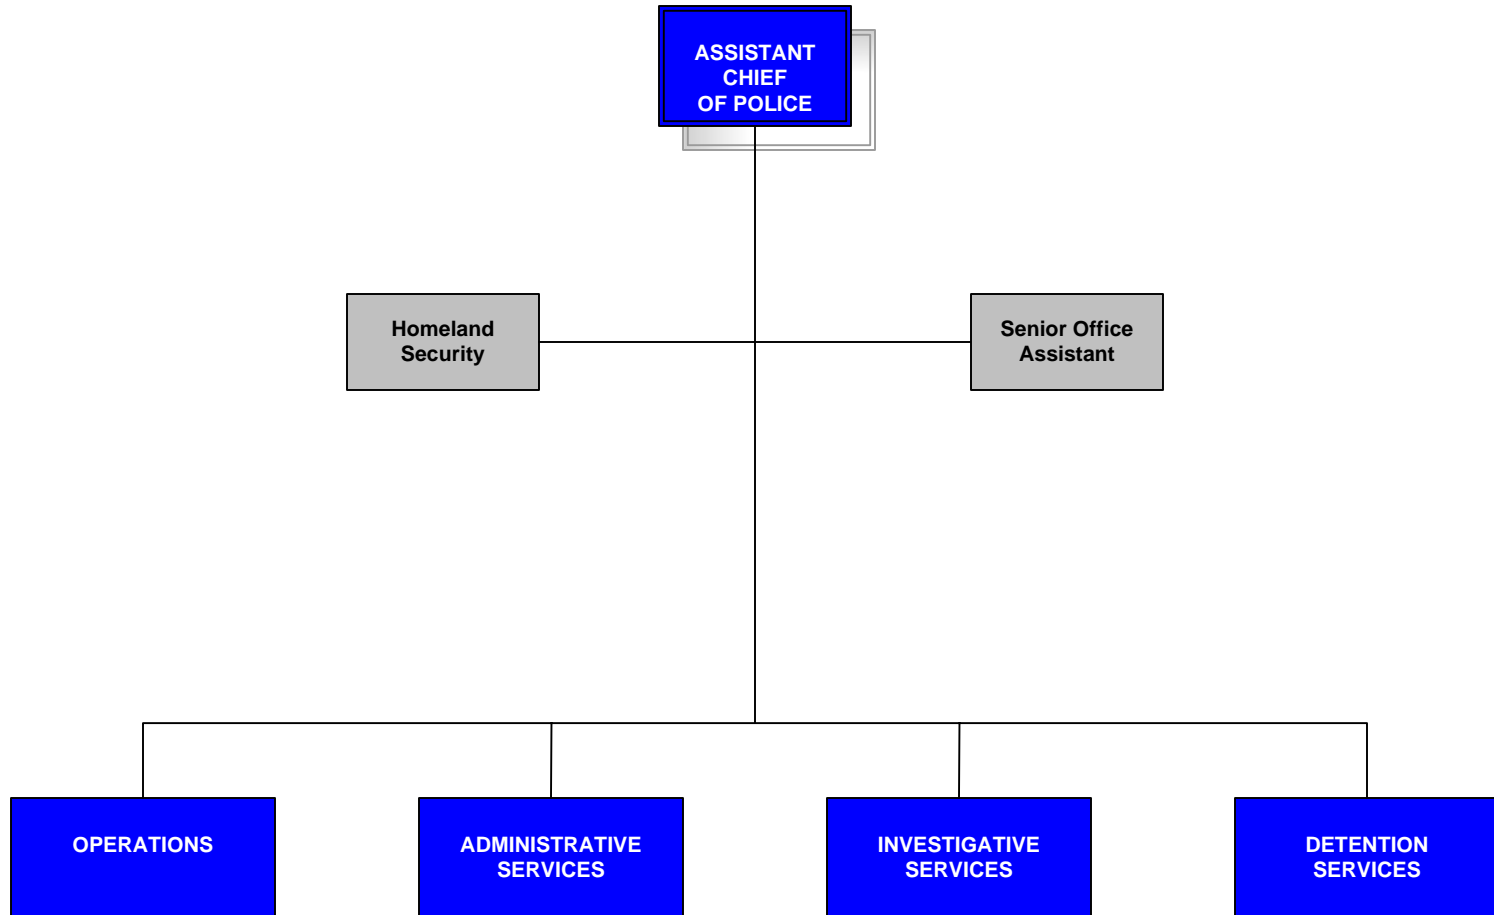 ASSISTANT
CHIEF
OF POLICE
Homeland
Security
Senior Office
Assistant
OPERATIONS
ADMINISTRATIVE
SERVICES
INVESTIGATIVE
SERVICES
DETENTION
SERVICES